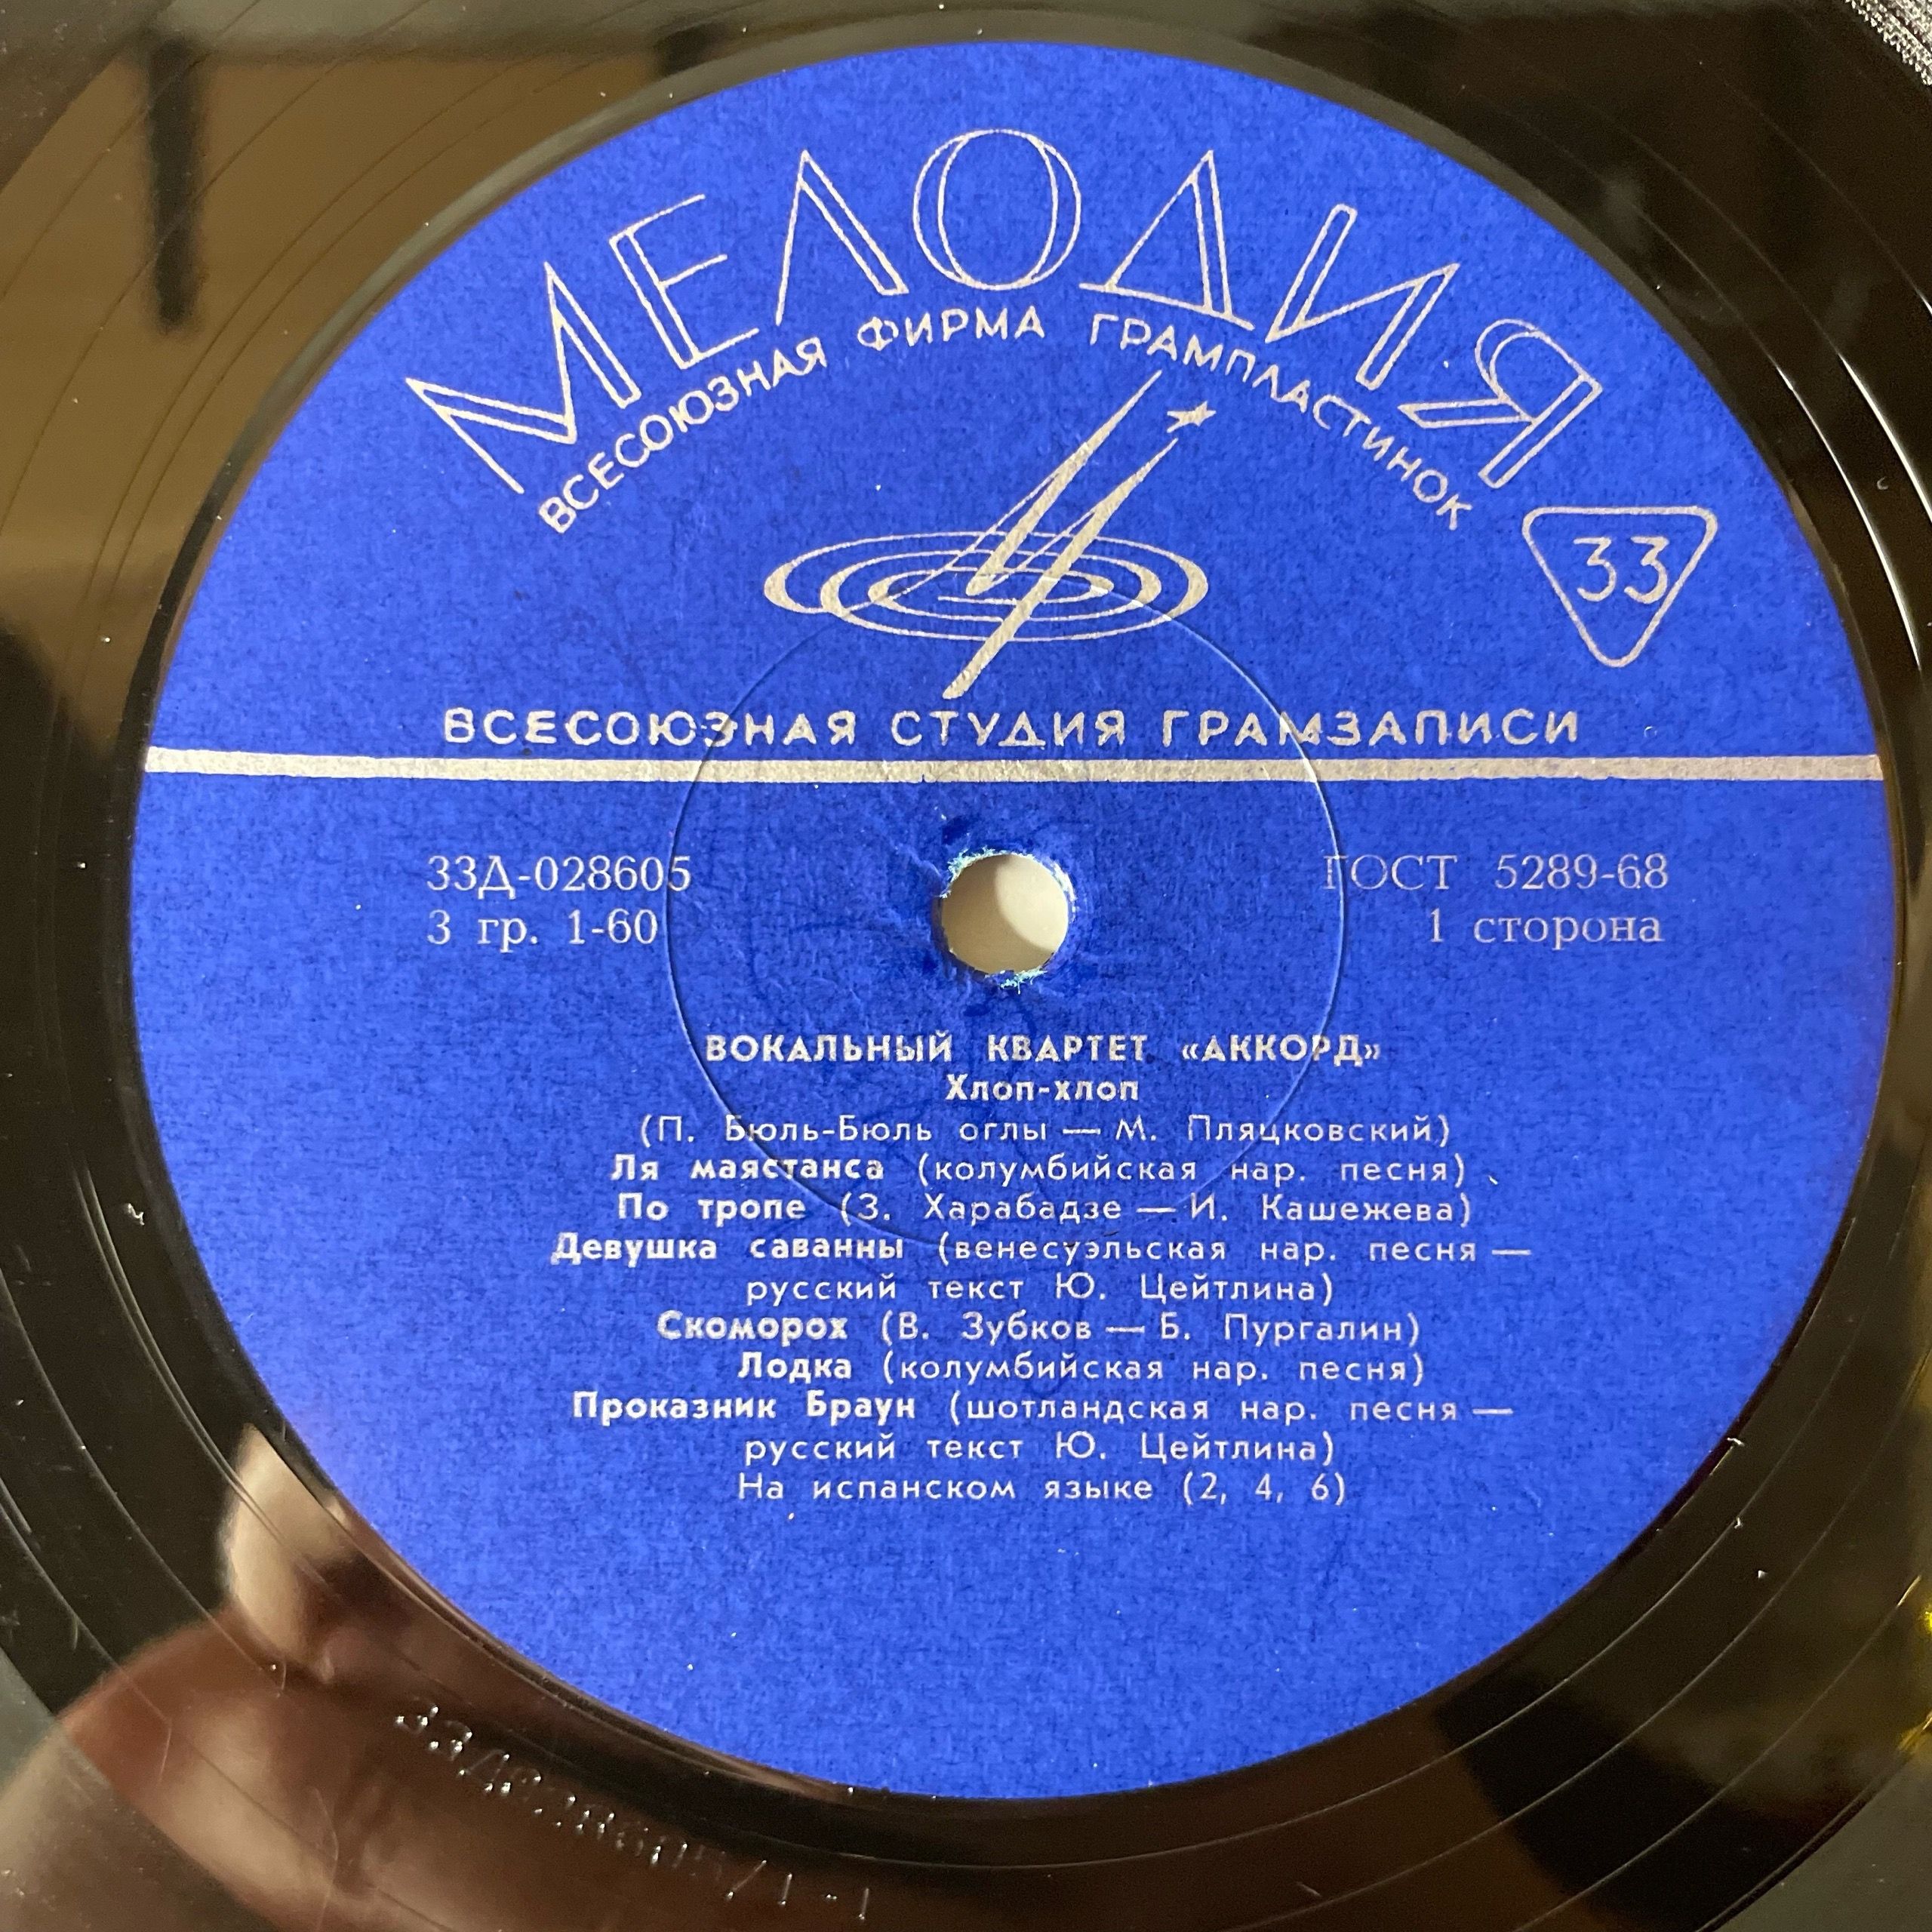 МЕЛОДИЯ
ВСЕСОЮЗНАЯ ФИРМА ГРАМПЛАСТИНОК
33
ВСЕСОЮЗНАЯ СТУДИЯ ГРАМЗАПИСИ
33Д-028605
3 гр. 1-60
ГОСТ 5289-68
1 сторона
ВОКАЛЬНЫЙ КВАРТЕТ «АККОРД»
Хлоп-хлоп
(П. Бюль-Бюль оглы — М. Пляцковский)
Ля маястанса (колумбийская нар. песня)
По тропе (З. Харабадзе — И. Кашежева)
Девушка саванны (венесуэльская нар. песня —
русский текст Ю. Цейтлина)
Скоморох (В. Зубков — Б. Пургалин)
Лодка (колумбийская нар. песня)
Проказник Браун (шотландская нар. песня —
русский текст Ю. Цейтлина)
На испанском языке (2, 4, 6)